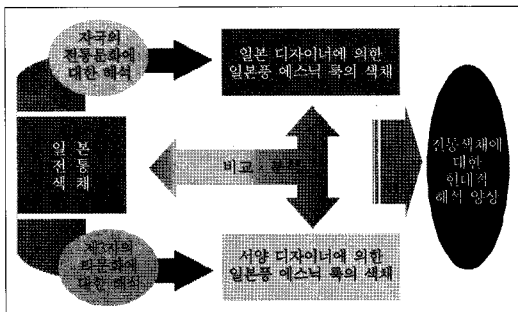 자국의
전통문화에
대한 해석
일본 디자이너에 의한
일본풍 에스닉 룩의 색채
일 본
전 통
색 채
비교
전통색채에
대한
현대적
해석 양상
제3자의
타문화에
대한 해석
서양 디자이너에 의한
일본풍 에스닉 룩의 색채